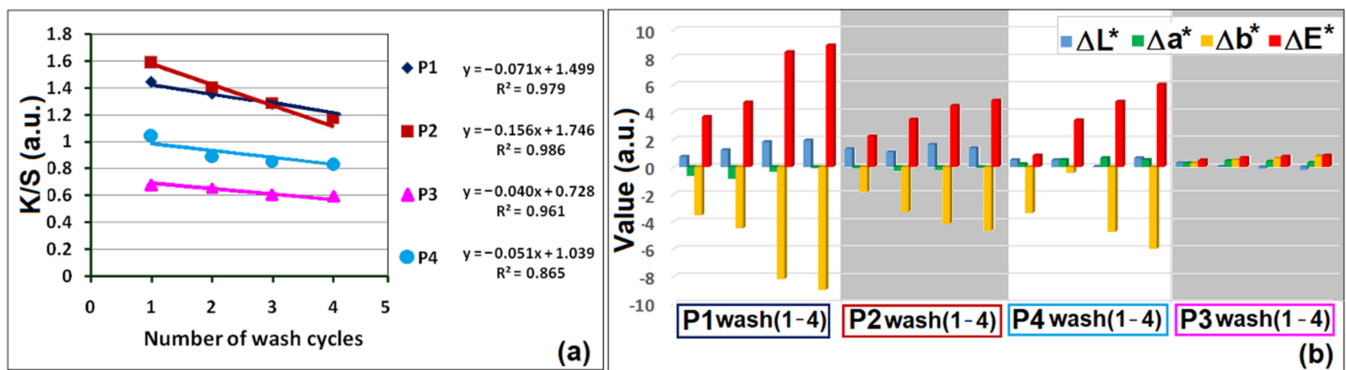 K/S (a.u.)
1.8
1.6
1.4
1.2
1
0.8
0.6
0.4
0.2
0
0 1 2 3 4 5
Number of wash cycles
(a)
P1 y = −0.071x + 1.499
R² = 0.979
P2 y = −0.156x + 1.746
R² = 0.986
P3 y = −0.040x + 0.728
R² = 0.961
P4 y = −0.051x + 1.039
R² = 0.865
Value (a.u.)
10
8
6
4
2
0
-2
-4
-6
-8
-10
ΔL* Δa* Δb* ΔE*
P1 wash(1-4) P2 wash(1-4) P4 wash(1-4) P3 wash(1-4)
(b)